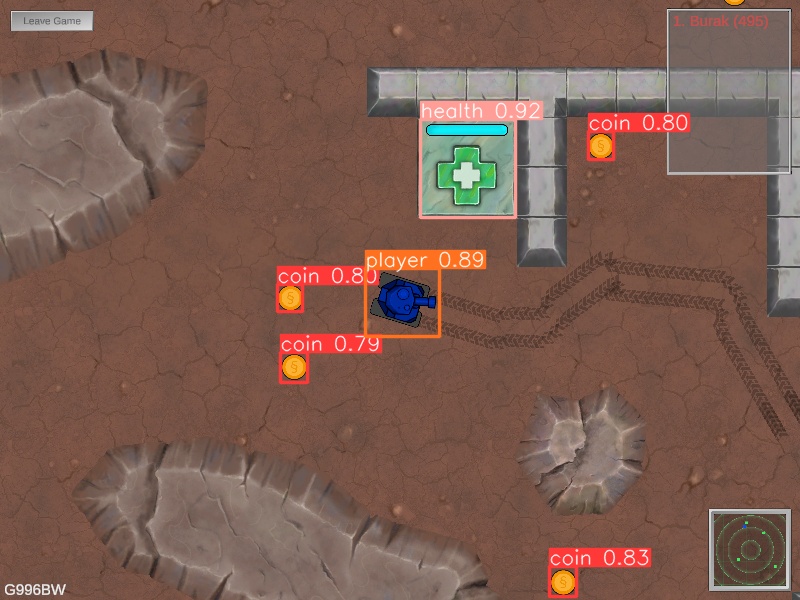 Leave Game
1. Burak (495)
health 0.92
coin 0.80
player 0.89
coin 0.80
coin 0.79
coin 0.83
G996BW